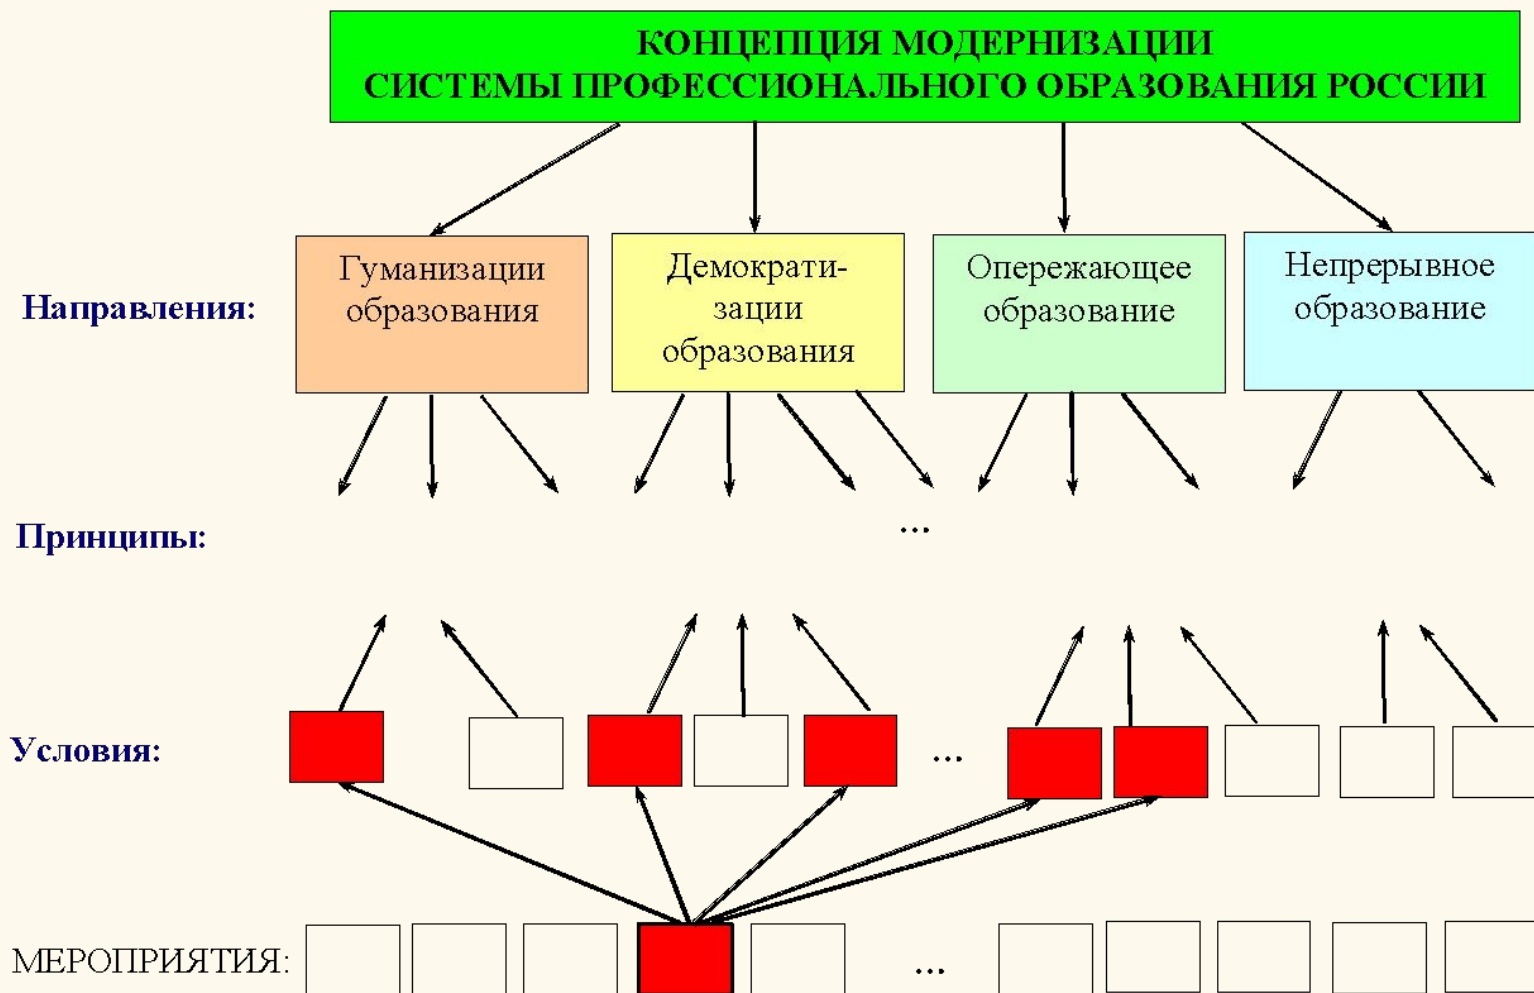 КОНЦЕПЦИЯ МОДЕРНИЗАЦИИ
СИСТЕМЫ ПРОФЕССИОНАЛЬНОГО ОБРАЗОВАНИЯ РОССИИ
Направления:
Гуманизации
образования
Демократи-
зации
образования
Опережающее
образование
Непрерывное
образование
Принципы:
...
Условия:
...
МЕРОПРИЯТИЯ:
...